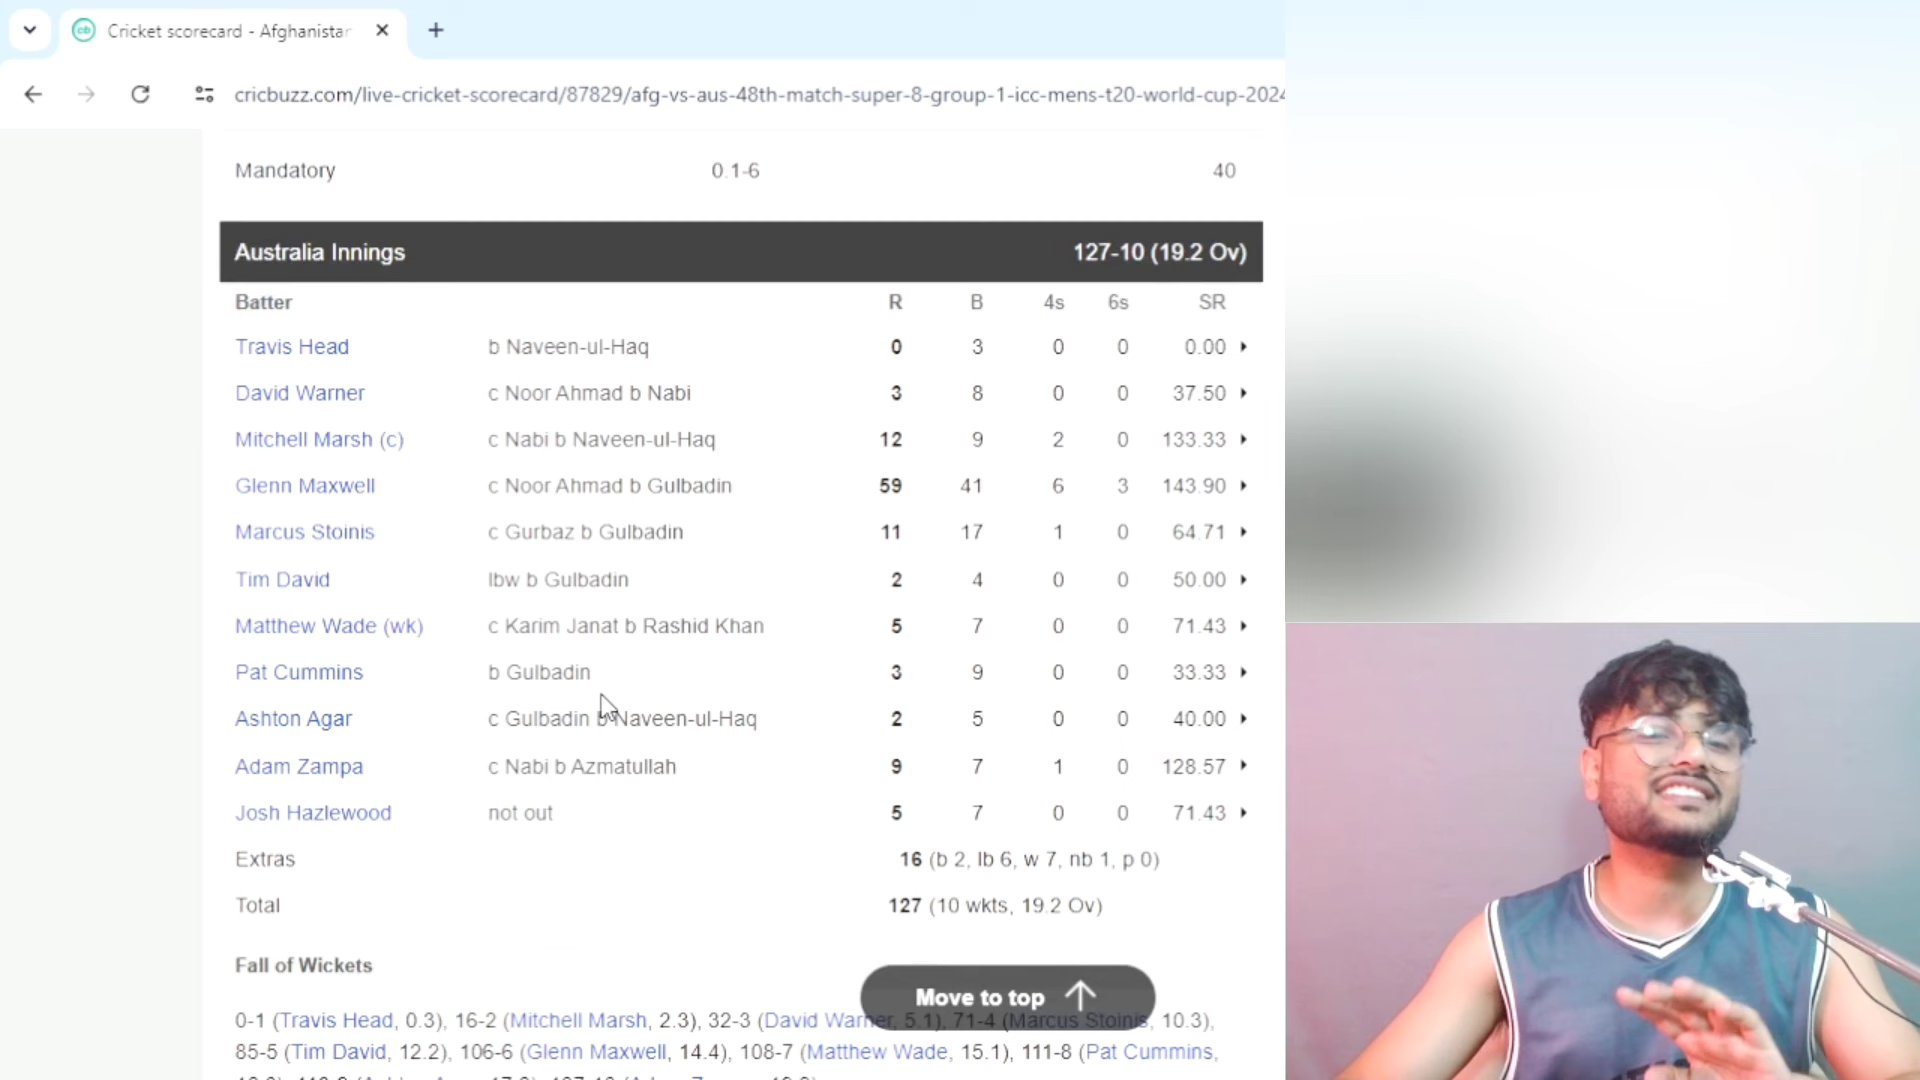 Cricket scorecard - Afghanistan
cricbuzz.com/live-cricket-scorecard/87829/afg-vs-aus-48th-match-super-8-group-1-icc-mens-t20-world-cup-2024
Mandatory 0.1-6 40
Australia Innings 127-10 (19.2 Ov)
Batter R B 4s 6s SR
Travis Head b Naveen-ul-Haq 0 3 0 0 0.00
David Warner c Noor Ahmad b Nabi 3 8 0 0 37.50
Mitchell Marsh (c) c Nabi b Naveen-ul-Haq 12 9 2 0 133.33
Glenn Maxwell c Noor Ahmad b Gulbadin 59 41 6 3 143.90
Marcus Stoinis c Gurbaz b Gulbadin 11 17 1 0 64.71
Tim David lbw b Gulbadin 2 4 0 0 50.00
Matthew Wade (wk) c Karim Janat b Rashid Khan 5 7 0 0 71.43
Pat Cummins b Gulbadin 3 9 0 0 33.33
Ashton Agar c Gulbadin b Naveen-ul-Haq 2 5 0 0 40.00
Adam Zampa c Nabi b Azmatullah 9 7 1 0 128.57
Josh Hazlewood not out 5 7 0 0 71.43
Extras 16 (b 2, lb 6, w 7, nb 1, p 0)
Total 127 (10 wkts, 19.2 Ov)
Fall of Wickets
Move to top
0-1 (Travis Head, 0.3), 16-2 (Mitchell Marsh, 2.3), 32-3 (David Warner, 5.1), 71-4 (Marcus Stoinis, 10.3),
85-5 (Tim David, 12.2), 106-6 (Glenn Maxwell, 14.4), 108-7 (Matthew Wade, 15.1), 111-8 (Pat Cummins,